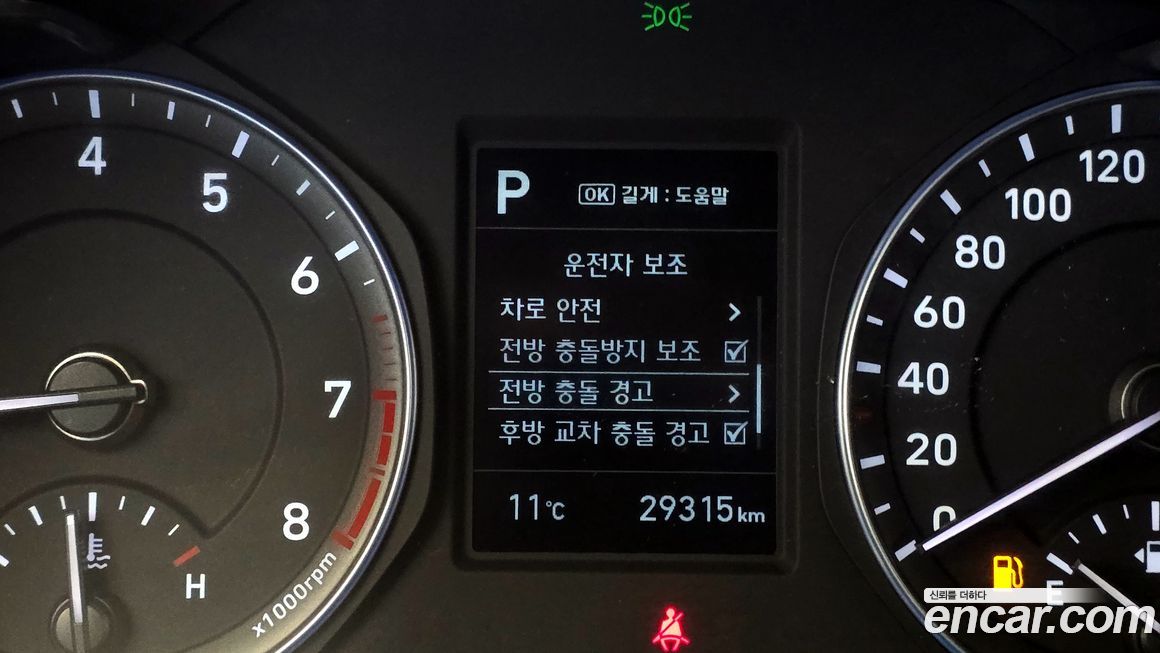 4
5
6
7
8
x1000rpm
H
P
OK 길게 : 도움말
운전자 보조
차로 안전
전방 충돌방지 보조
전방 충돌 경고
후방 교차 충돌 경고
11°C
29315km
120
100
80
60
40
20
0
E
신뢰를 더하다
encar.com